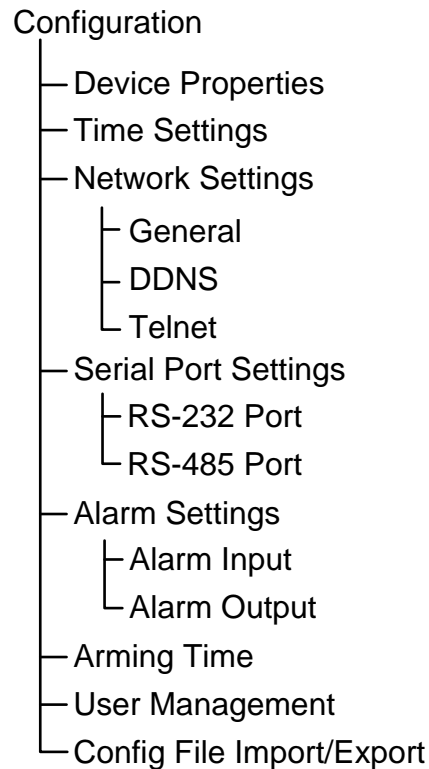 Configuration
Device Properties
Time Settings
Network Settings
General
DDNS
Telnet
Serial Port Settings
RS-232 Port
RS-485 Port
Alarm Settings
Alarm Input
Alarm Output
Arming Time
User Management
Config File Import/Export